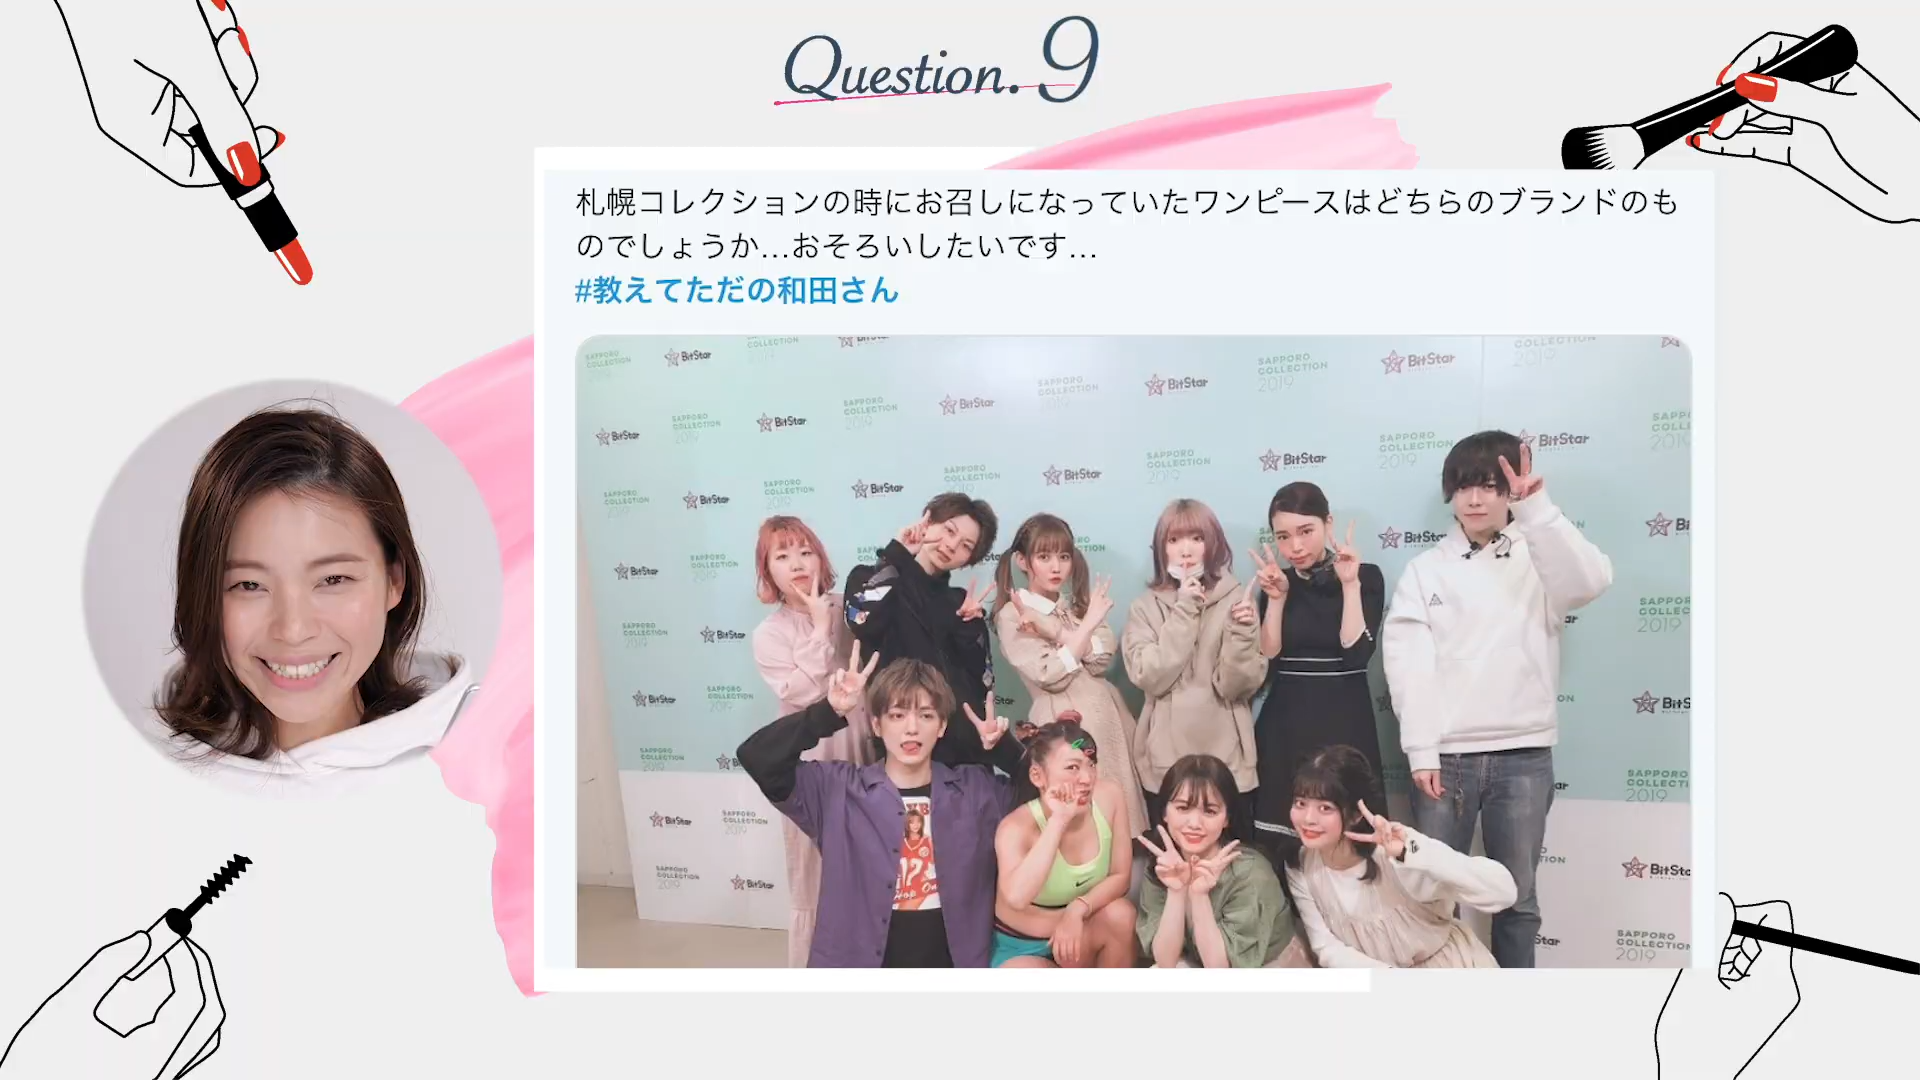 Question. 9
札幌コレクションの時にお召しになっていたワンピースはどちらのブランドのも
のでしょうか...おそろいしたいです...
#教えてただの和田さん
SAPPORO COLLECTION 2019
BitStar